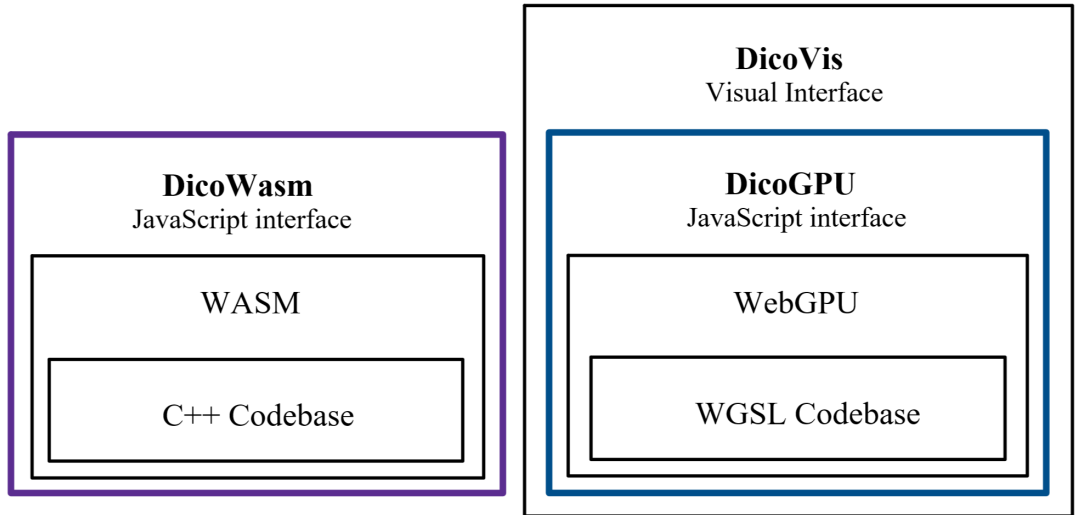 DicoVis
Visual Interface
DicoWasm
JavaScript interface
WASM
C++ Codebase
DicoGPU
JavaScript interface
WebGPU
WGSL Codebase